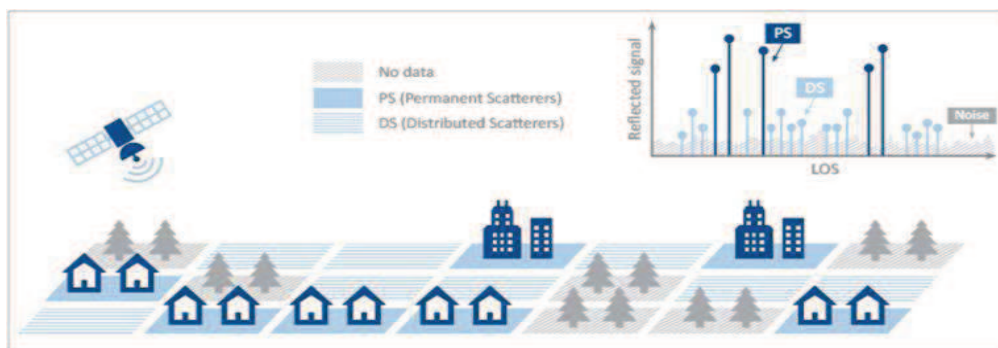 No data
PS (Permanent Scatterers)
DS (Distributed Scatterers)
Reflected signal
PS
DS
Noise
LOS